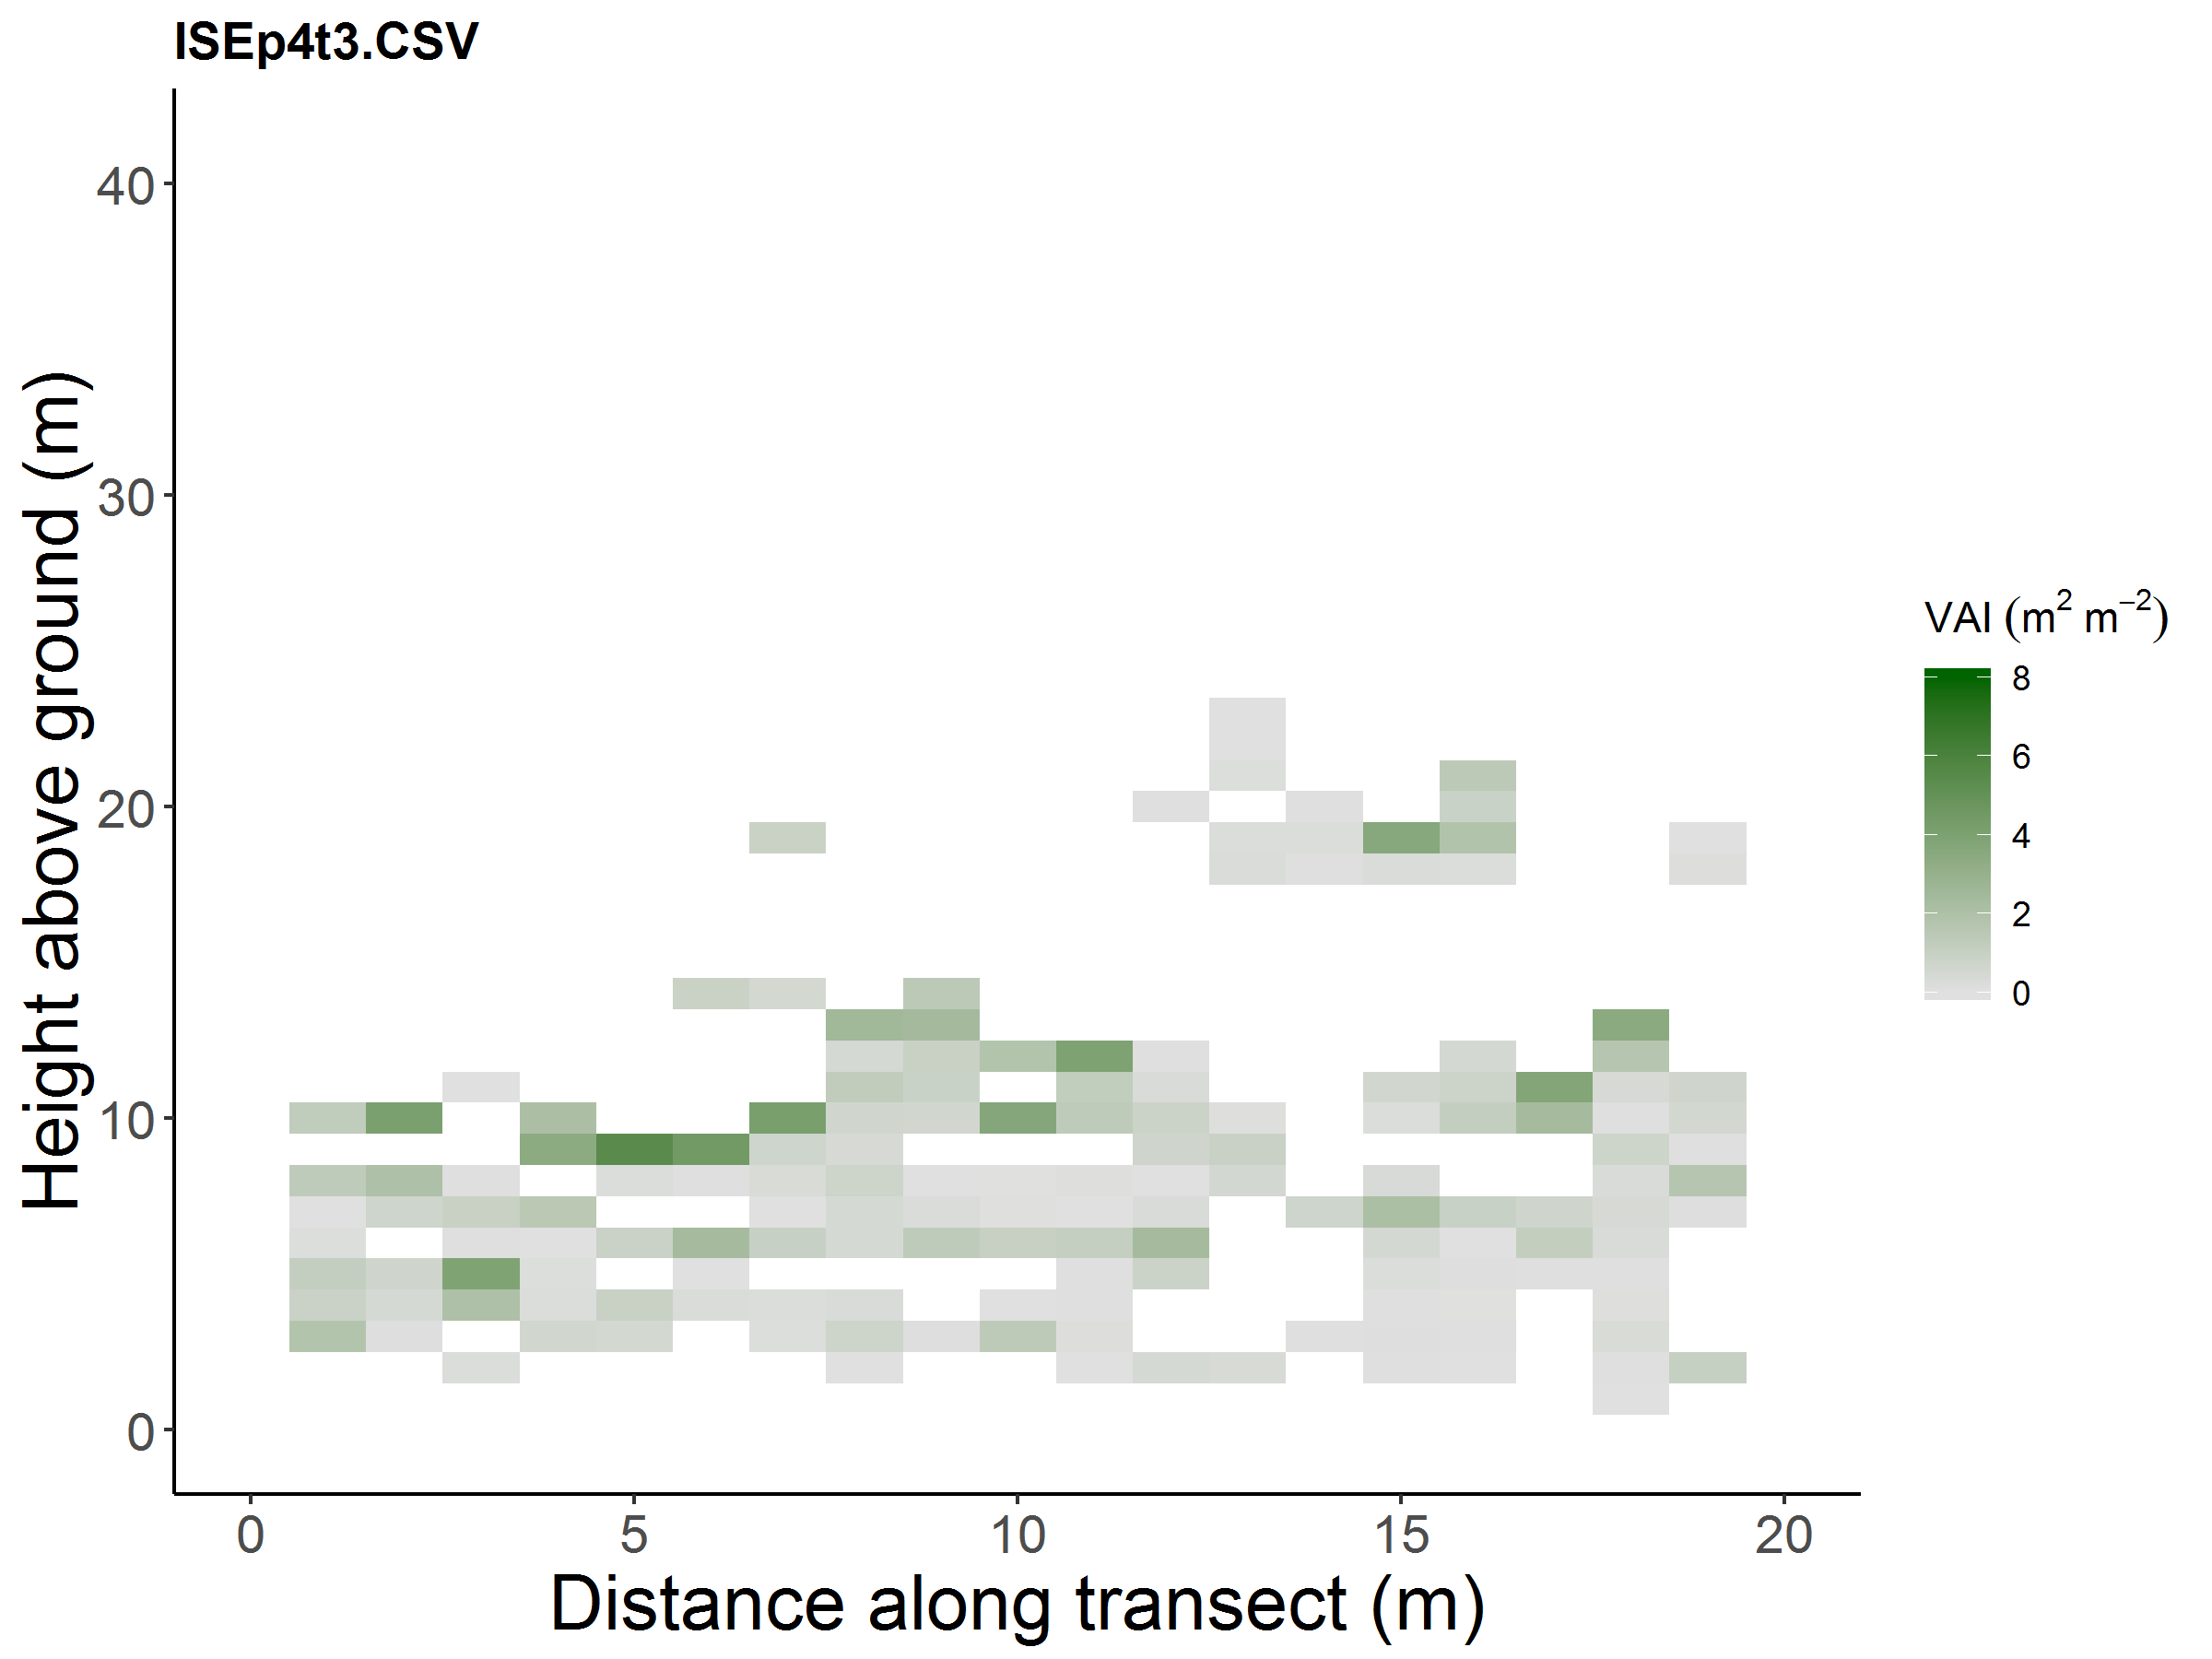 ISEp4t3.CSV
Height above ground (m)
40
30
20
10
0
0 5 10 15 20
Distance along transect (m)
VAI (m² m⁻²)
8
6
4
2
0